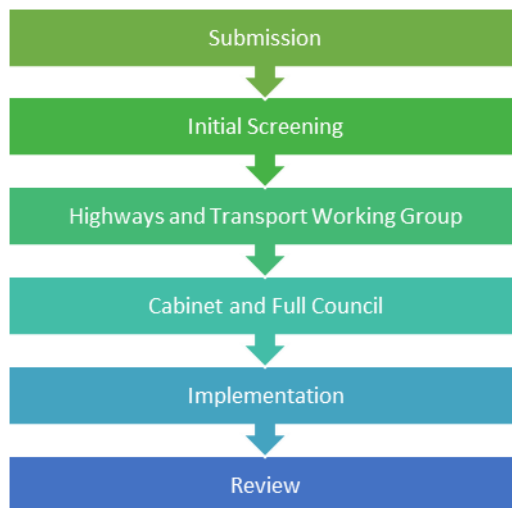 Submission
Initial Screening
Highways and Transport Working Group
Cabinet and Full Council
Implementation
Review